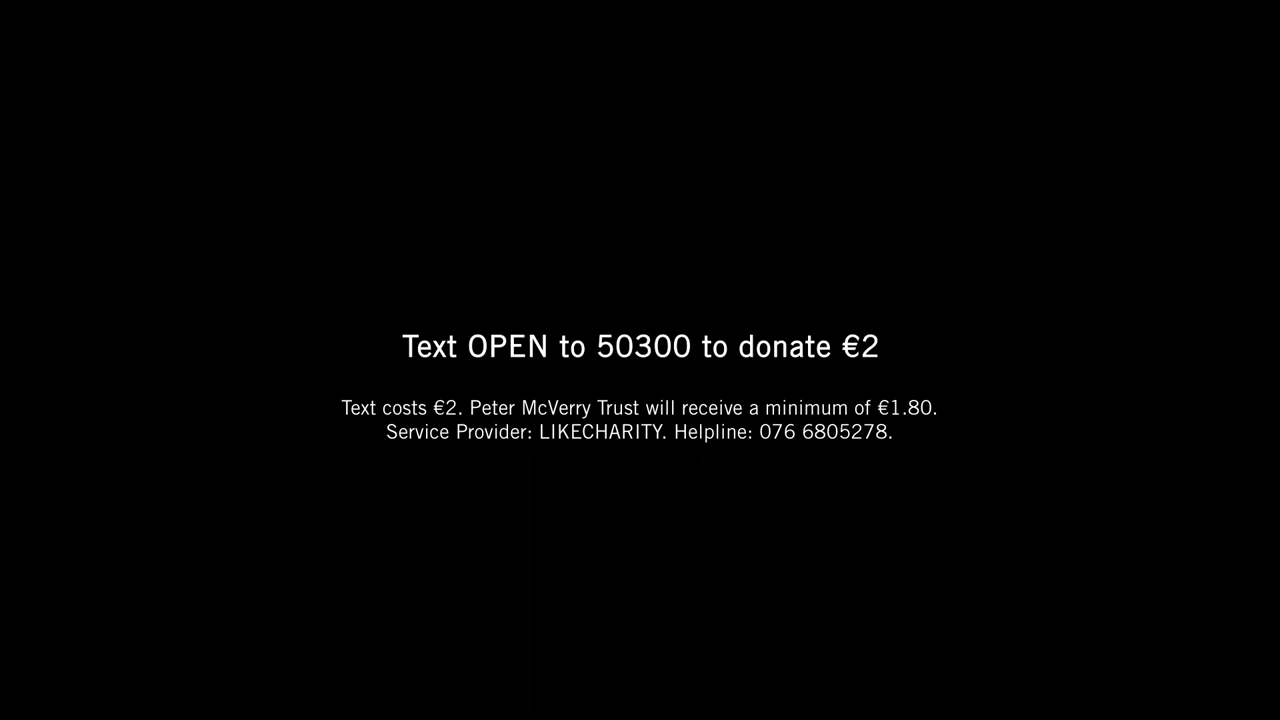 Text OPEN to 50300 to donate €2
Text costs €2. Peter McVerry Trust will receive a minimum of €1.80.
Service Provider: LIKECHARITY. Helpline: 076 6805278.